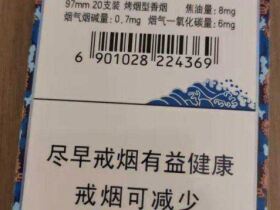 97mm 20支装 烤烟型香烟 焦油量:8mg
烟气烟碱量:0.7mg 烟气一氧化碳量:6mg
6 901028 224369
尽早戒烟有益健康
戒烟可减少